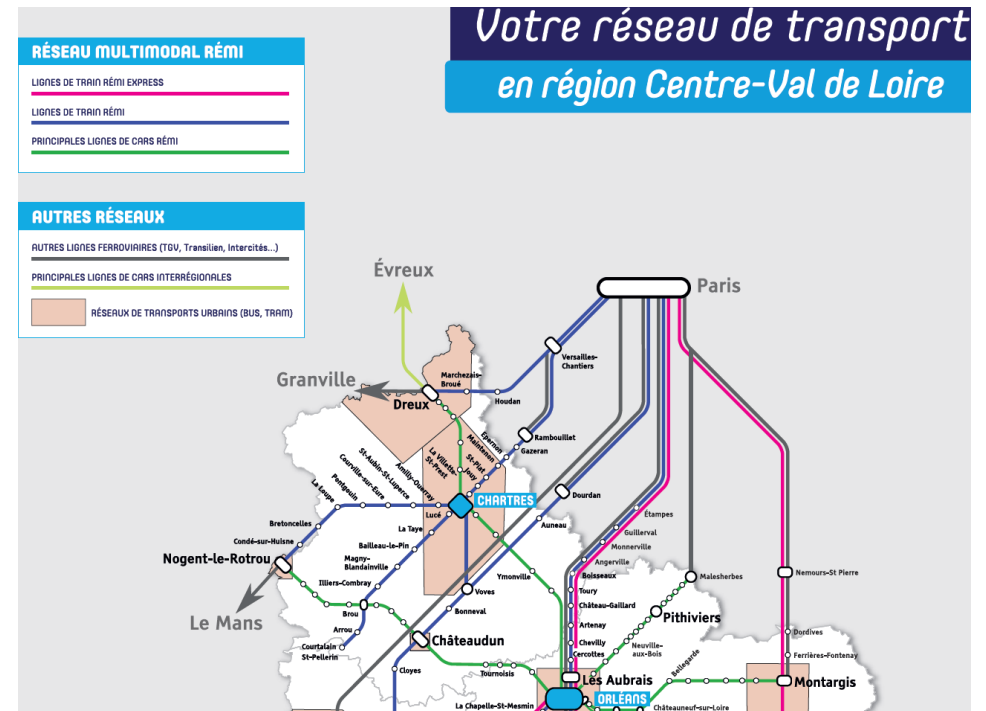 Votre réseau de transport
en région Centre-Val de Loire
RÉSEAU MULTIMODAL RÉMI
LIGNES DE TRAIN RÉMI EXPRESS
LIGNES DE TRAIN RÉMI
PRINCIPALES LIGNES DE CARS RÉMI
AUTRES RÉSEAUX
AUTRES LIGNES FERROVIAIRES (TGV, Transilien, Intercités...)
PRINCIPALES LIGNES DE CARS INTERRÉGIONALES
RÉSEAUX DE TRANSPORTS URBAINS (BUS, TRAM)
Évreux
Paris
Versailles-
Chantiers
Granville
Marchezais-
Broué
Dreux
Houdan
Rambouillet
Gazeran
Epernon
Maintenon
St-Piat
Jouy
La Villette-
St-Prest
St-Aubin-St-Luperce
Amilly-Ouerray
Courville-sur-Eure
Pontgouin
La Loupe
Lucé
CHARTRES
Dourdan
Étampes
Bretoncelles
La Taye
Auneau
Guillerval
Condé-sur-Huisne
Bailleau-le-Pin
Monnerville
Nogent-le-Rotrou
Magny-
Blandainville
Angerville
Ymonville
Boisseaux
Malesherbes
Nemours-St Pierre
Illiers-Combray
Voves
Toury
Château-Gaillard
Brou
Bonneval
Pithiviers
Le Mans
Artenay
Arrou
Châteaudun
Chevilly
Dordives
Courtalain
St-Pellerin
Neuville-
aux-Bois
Cercottes
Ferrières-Fontenay
Bellegarde
Cloyes
Tournoisis
Les Aubrais
Montargis
ORLÉANS
La Chapelle-St-Mesmin
Châteauneuf-sur-Loire